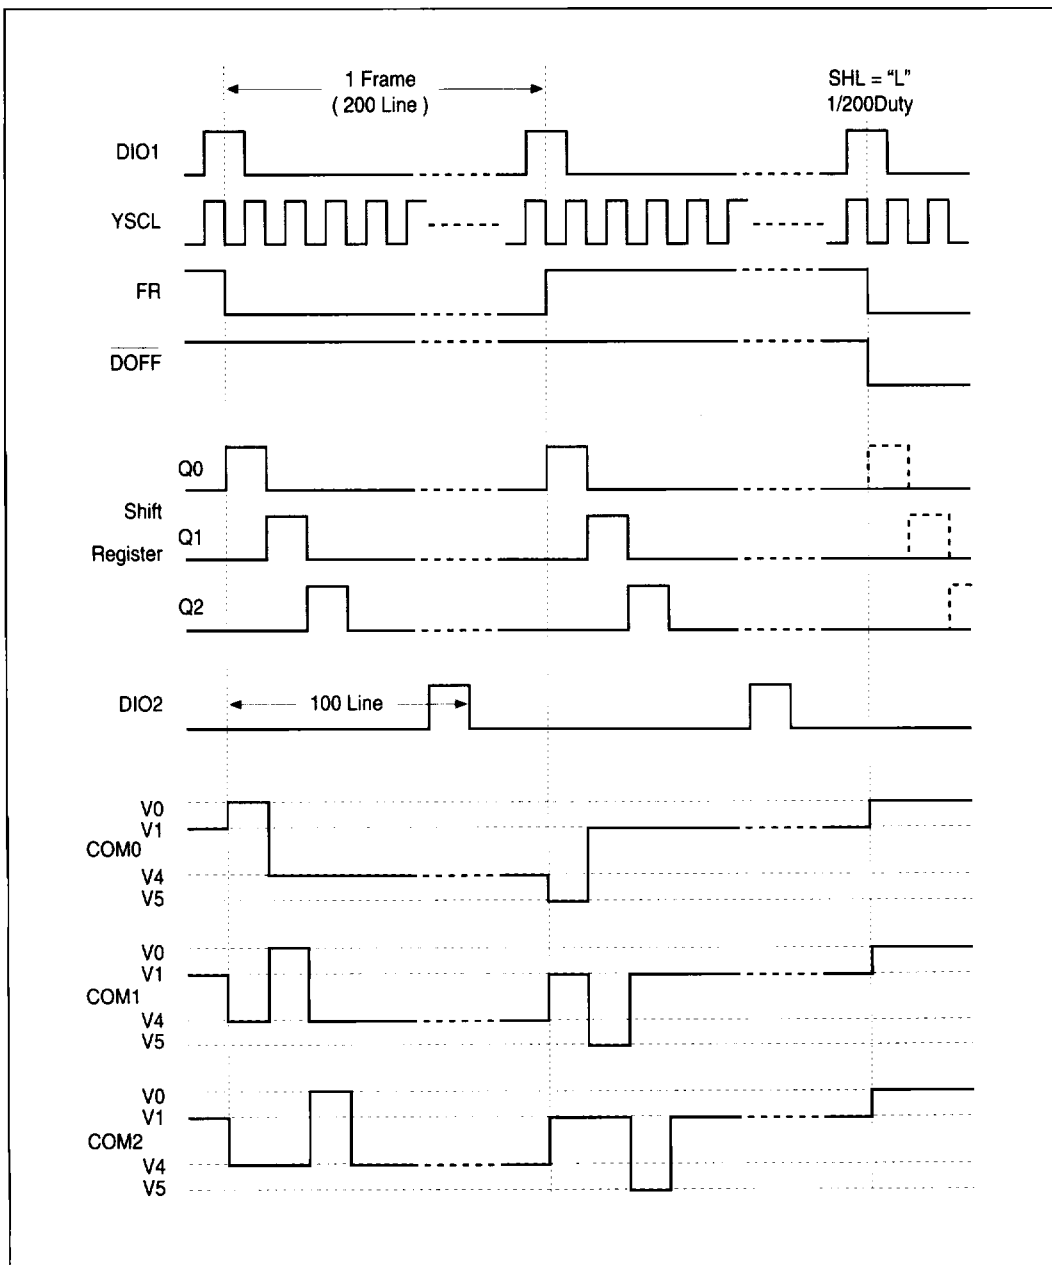 1 Frame
( 200 Line )
SHL = "L"
1/200Duty
DIO1
YSCL
FR
DOFF
Q0
Shift
Q1
Register
Q2
DIO2
100 Line
V0
V1
COM0
V4
V5
V0
V1
COM1
V4
V5
V0
V1
COM2
V4
V5